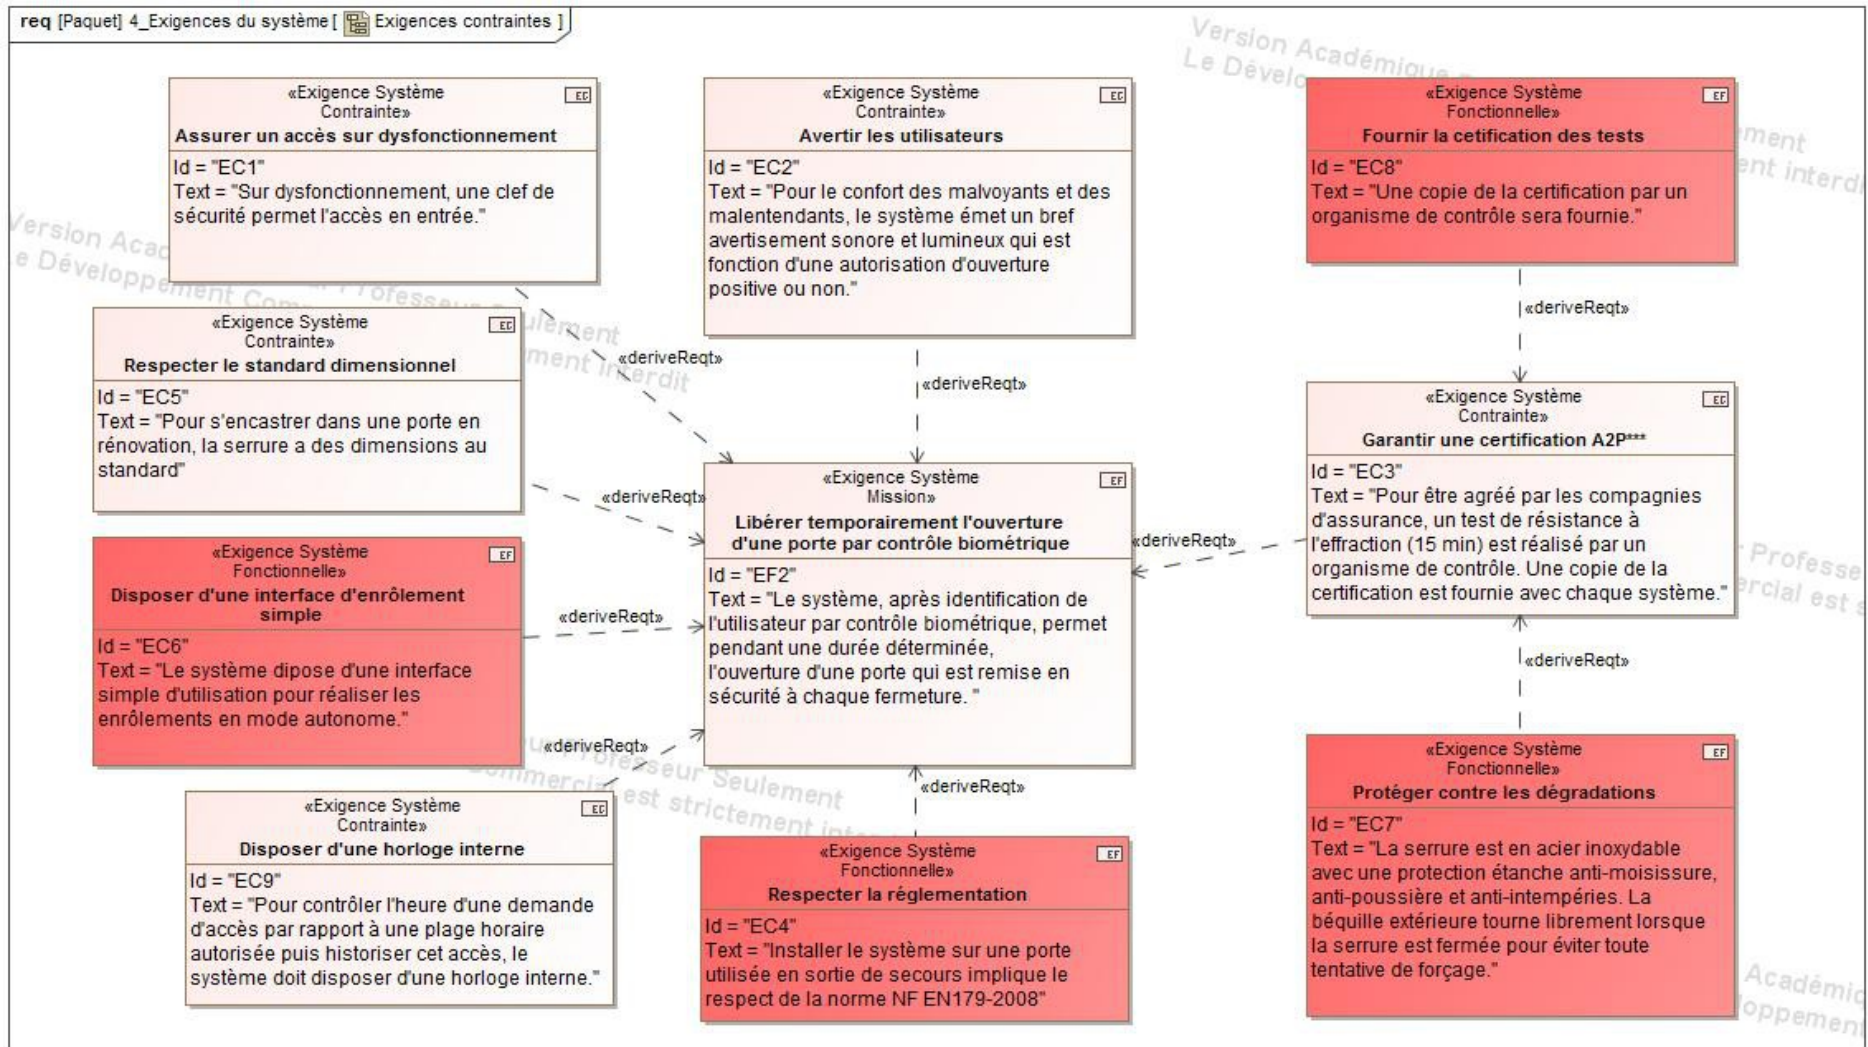 req [Paquet] 4_Exigences du système [ Exigences contraintes ]
«Exigence Système
Contrainte»
EC
Assurer un accès sur dysfonctionnement
Id = "EC1"
Text = "Sur dysfonctionnement, une clef de
sécurité permet l'accès en entrée."
«Exigence Système
Contrainte»
EC
Avertir les utilisateurs
Id = "EC2"
Text = "Pour le confort des malvoyants et des
malentendants, le système émet un bref
avertisement sonore et lumineux qui est
fonction d'une autorisation d'ouverture
positive ou non."
«Exigence Système
Fonctionnelle»
EF
Fournir la cetification des tests
Id = "EC8"
Text = "Une copie de la certification par un
organisme de contrôle sera fournie."
«deriveReqt»
«deriveReqt»
«deriveReqt»
«Exigence Système
Contrainte»
EC
Respecter le standard dimensionnel
Id = "EC5"
Text = "Pour s'encastrer dans une porte en
rénovation, la serrure a des dimensions au
standard"
«deriveReqt»
«Exigence Système
Mission»
EF
Libérer temporairement l'ouverture
d'une porte par contrôle biométrique
Id = "EF2"
Text = "Le système, après identification de
l'utilisateur par contrôle biométrique, permet
pendant une durée déterminée,
l'ouverture d'une porte qui est remise en
sécurité à chaque fermeture. "
«deriveReqt»
«Exigence Système
Contrainte»
EC
Garantir une certification A2P***
Id = "EC3"
Text = "Pour être agréé par les compagnies
d'assurance, un test de résistance à
l'effraction (15 min) est réalisé par un
organisme de contrôle. Une copie de la
certification est fournie avec chaque système."
«Exigence Système
Fonctionnelle»
EF
Disposer d'une interface d'enrôlement
simple
Id = "EC6"
Text = "Le système dipose d'une interface
simple d'utilisation pour réaliser les
enrôlements en mode autonome."
«deriveReqt»
«deriveReqt»
«deriveReqt»
«deriveReqt»
«Exigence Système
Contrainte»
EC
Disposer d'une horloge interne
Id = "EC9"
Text = "Pour contrôler l'heure d'une demande
d'accès par rapport à une plage horaire
autorisée puis historiser cet accès, le
système doit disposer d'une horloge interne."
«Exigence Système
Fonctionnelle»
EF
Respecter la réglementation
Id = "EC4"
Text = "Installer le système sur une porte
utilisée en sortie de secours implique le
respect de la norme NF EN179-2008"
«Exigence Système
Fonctionnelle»
EF
Protéger contre les dégradations
Id = "EC7"
Text = "La serrure est en acier inoxydable
avec une protection étanche anti-moisissure,
anti-poussière et anti-intempéries. La
béquille extérieure tourne librement lorsque
la serrure est fermée pour éviter toute
tentative de forçage."
Version Académique
Seulement
est strictement